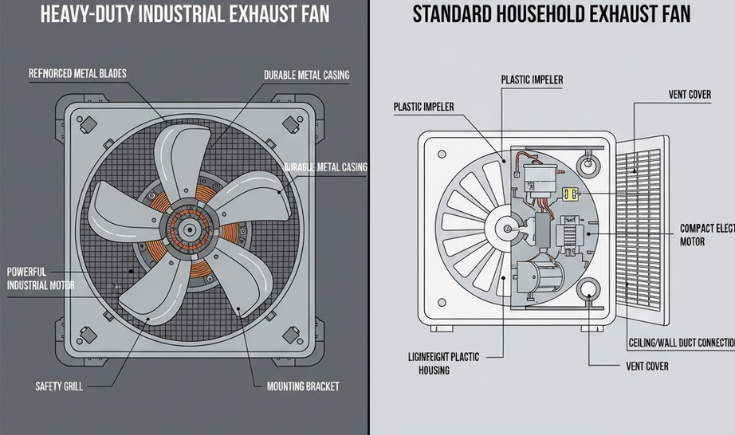 HEAVY-DUTY INDUSTRIAL EXHAUST FAN
REFNORCED METAL BLADES
DURABLE METAL CASING
DURABLE METAL CASING
POWERFUL
INDUSTRIAL MOTOR
SAFETY GRILL
MOUNTING BRACKET
STANDARD HOUSEHOLD EXHAUST FAN
PLASTIC IMPELER
VENT COVER
PLASTIC IMPELER
COMPACT ELECT
MOTOR
CEILING/WALL DUCT CONNECTIO
LIGINFEIGHT PLACTIC
HOUSING
VENT COVER